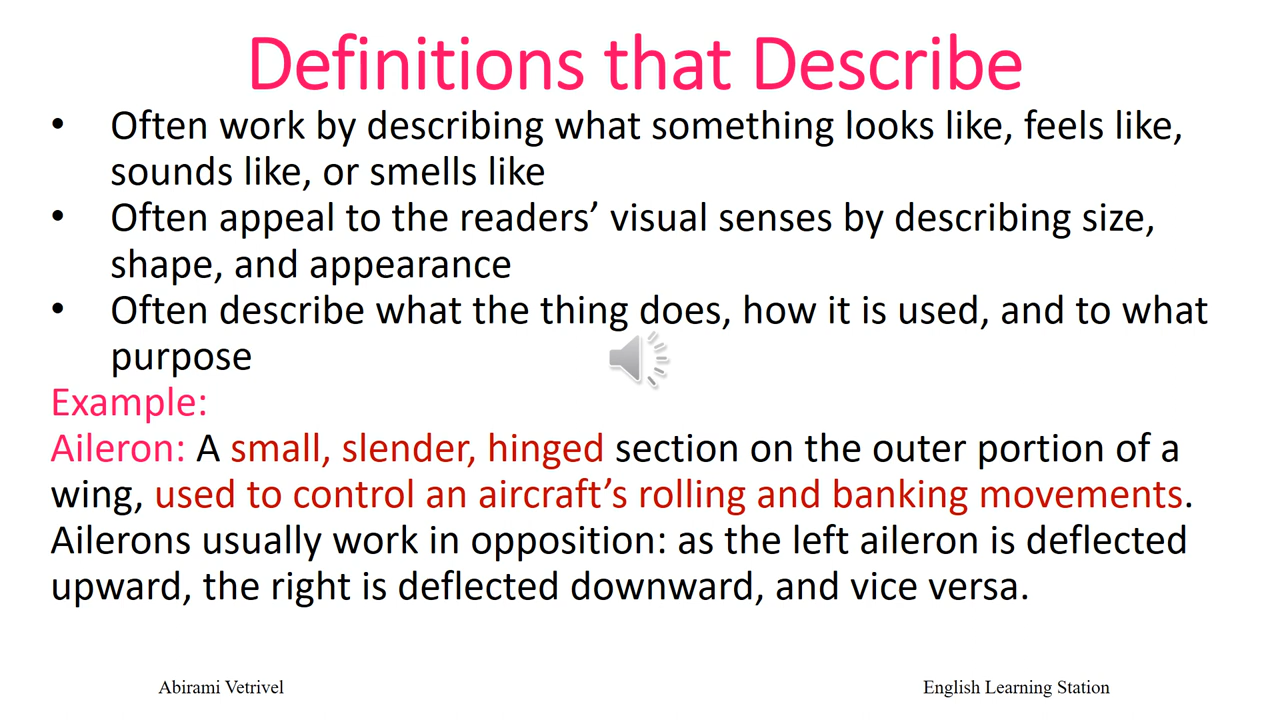 Definitions that Describe
• Often work by describing what something looks like, feels like,
sounds like, or smells like
• Often appeal to the readers’ visual senses by describing size,
shape, and appearance
• Often describe what the thing does, how it is used, and to what
purpose
Example:
Aileron: A small, slender, hinged section on the outer portion of a
wing, used to control an aircraft’s rolling and banking movements.
Ailerons usually work in opposition: as the left aileron is deflected
upward, the right is deflected downward, and vice versa.
Abirami Vetrivel
English Learning Station